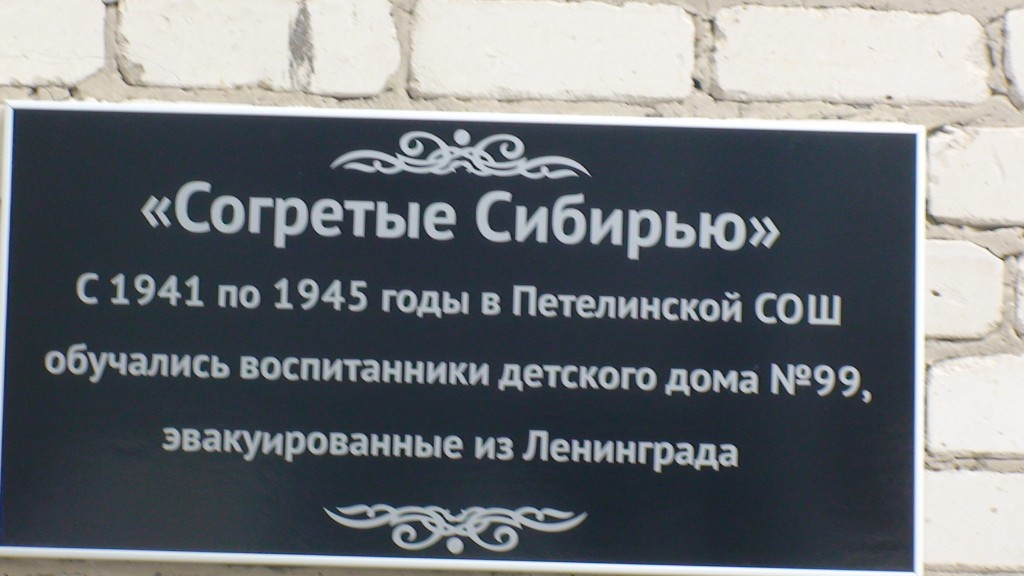 «Согретые Сибирью»
С 1941 по 1945 годы в Петелинской СОШ
обучались воспитанники детского дома №99,
эвакуированные из Ленинграда